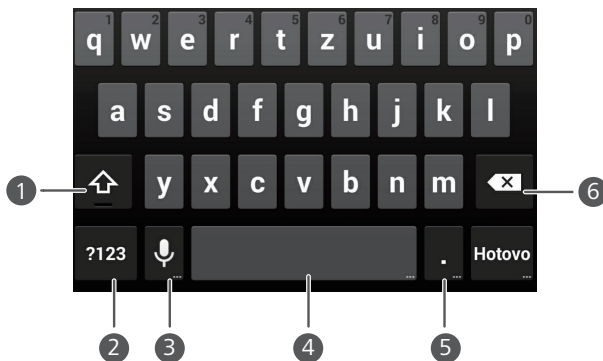 1 2 3 4 5 6 7 8 9 0
q w e r t z u i o p
a s d f g h j k l
1 y x c v b n m 6
?123 . Hotovo
2 3 4 5